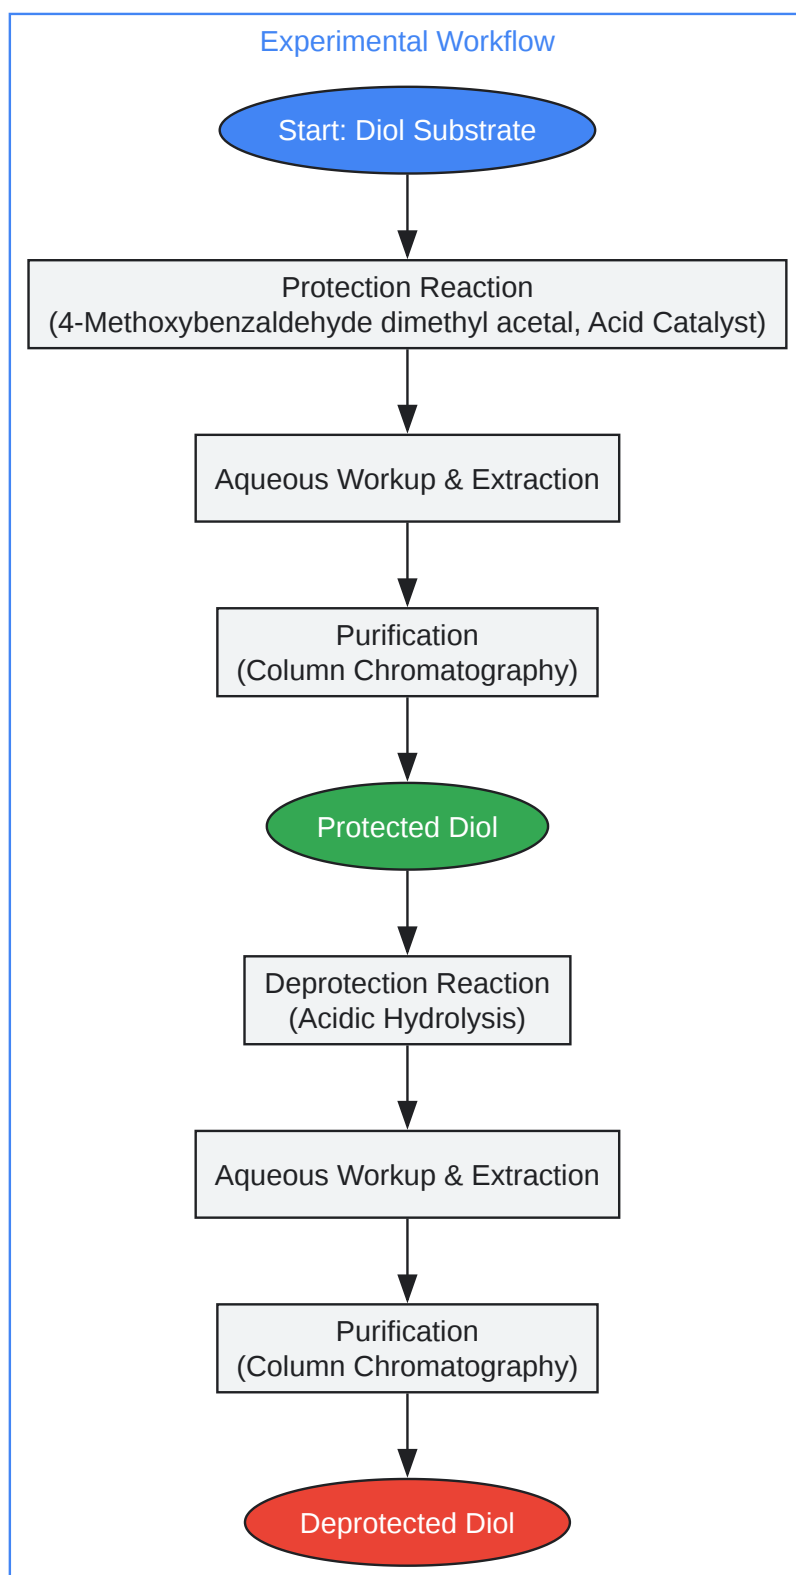 Experimental Workflow
Start: Diol Substrate
Protection Reaction
(4-Methoxybenzaldehyde dimethyl acetal, Acid Catalyst)
Aqueous Workup & Extraction
Purification
(Column Chromatography)
Protected Diol
Deprotection Reaction
(Acidic Hydrolysis)
Aqueous Workup & Extraction
Purification
(Column Chromatography)
Deprotected Diol